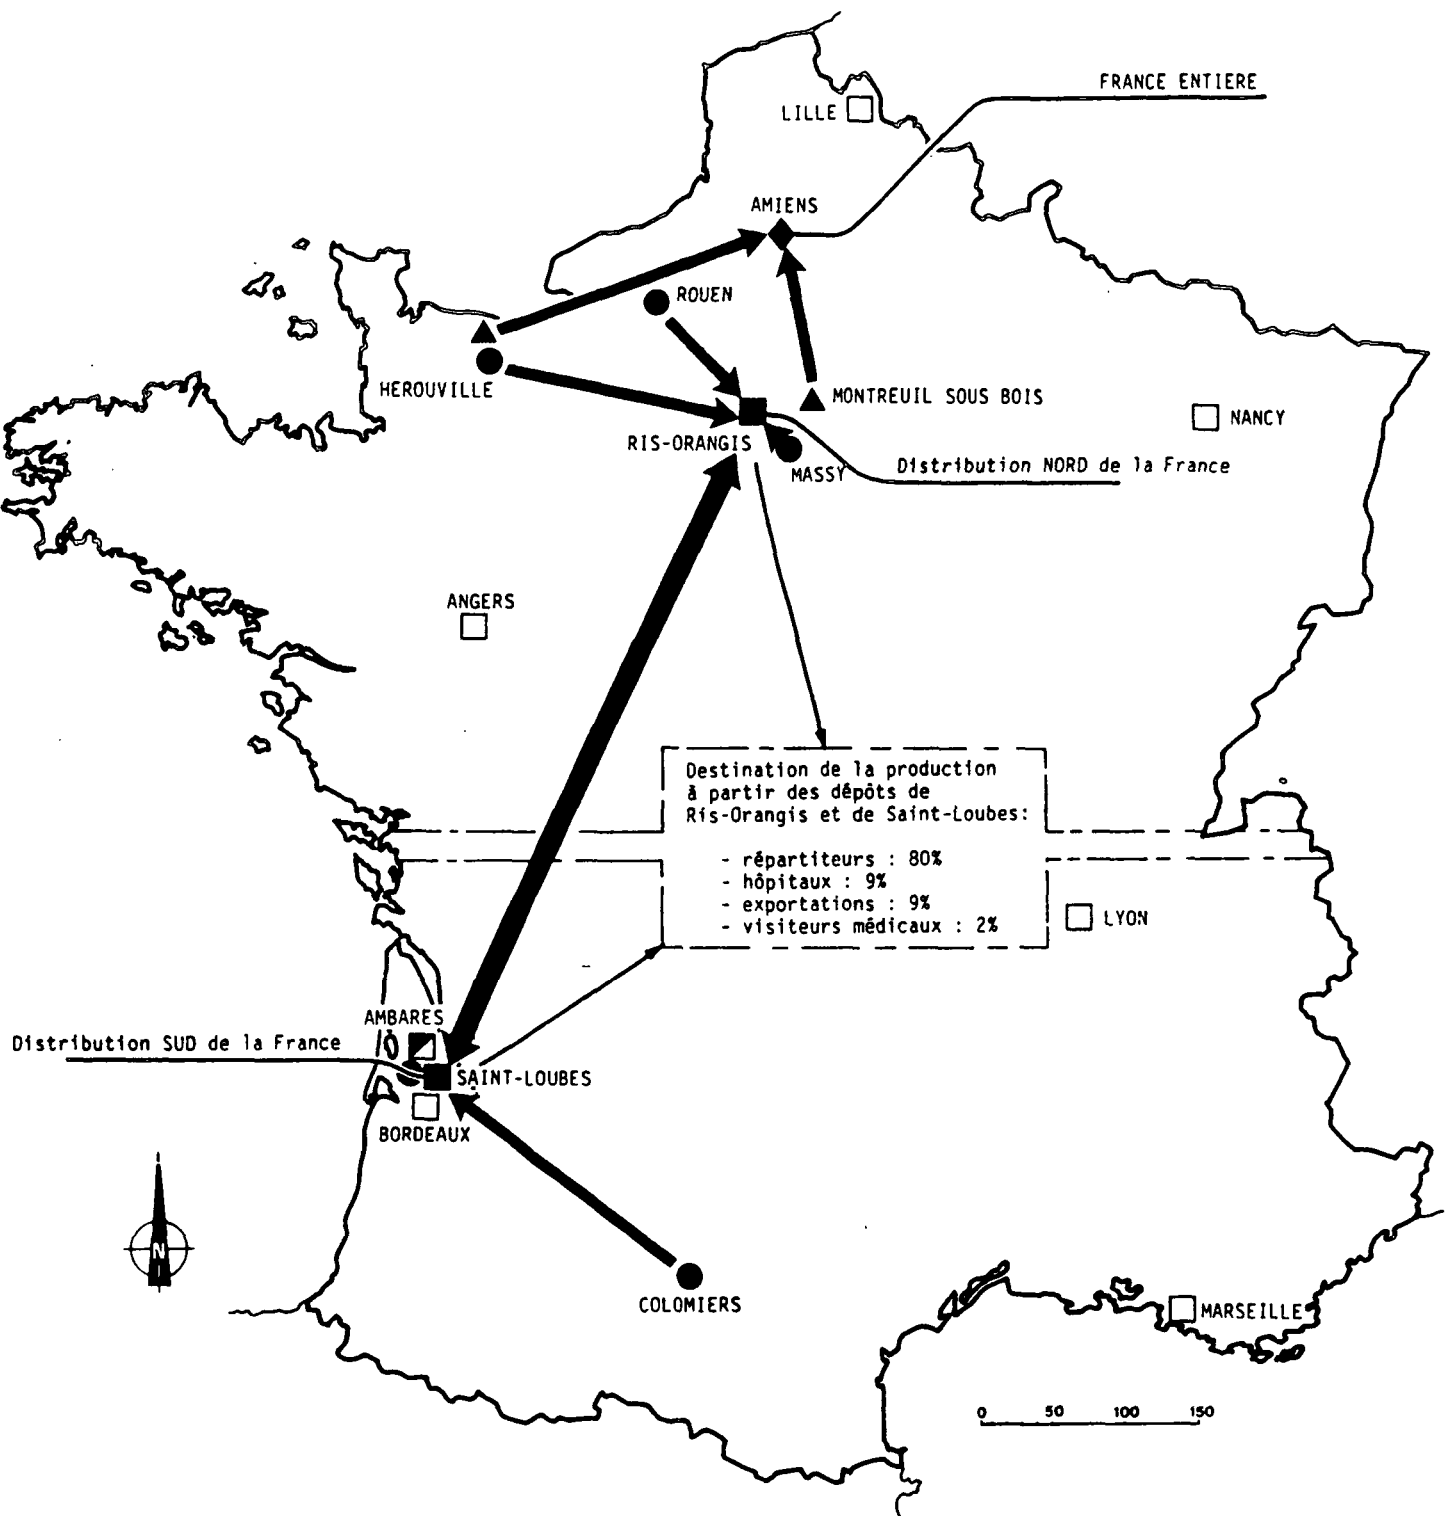 FRANCE ENTIERE
LILLE
AMIENS
ROUEN
HEROUVILLE
MONTREUIL SOUS BOIS
NANCY
RIS-ORANGIS
MASSY
Distribution NORD de la France
ANGERS
Destination de la production
à partir des dépôts de
Ris-Orangis et de Saint-Loubes:
- répartiteurs : 80%
- hôpitaux : 9%
- exportations : 9%
- visiteurs médicaux : 2%
LYON
AMBARES
Distribution SUD de la France
SAINT-LOUBES
BORDEAUX
N
COLOMIERS
MARSEILLE
0 50 100 150